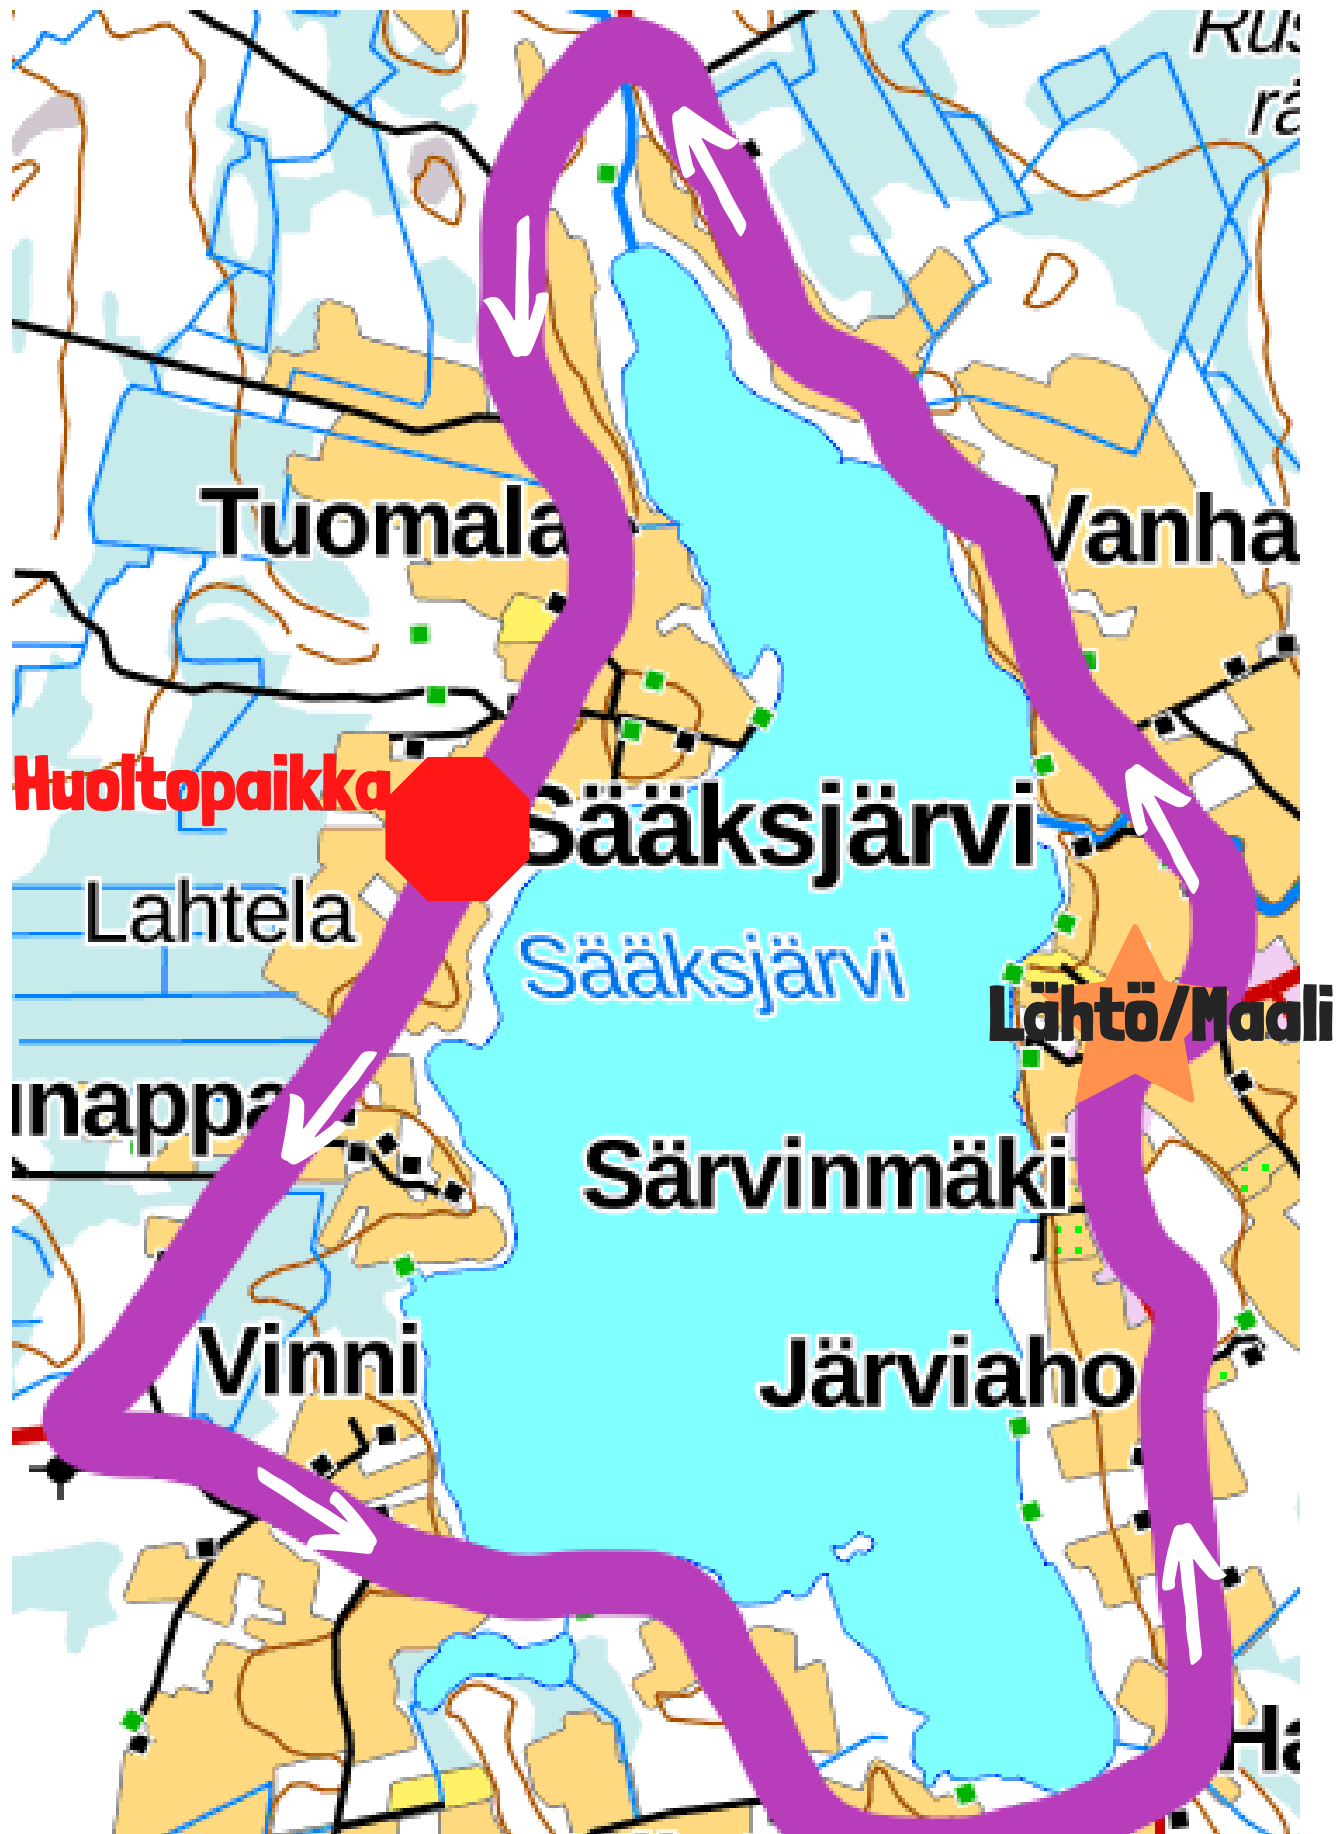 Tuomala
Vanha
Huoltopaikka
Sääksjärvi
Lahtela
Sääksjärvi
Lähtö/Maali
Särvinmäki
Vinni
Järviaho